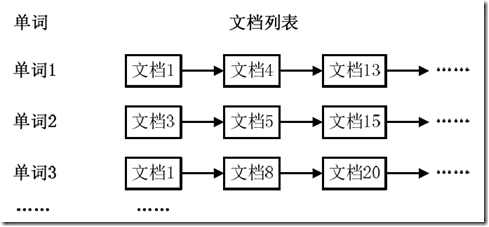 单词 文档列表
单词1 文档1 文档4 文档13 ……
单词2 文档3 文档5 文档15 ……
单词3 文档1 文档8 文档20 ……
…… ……